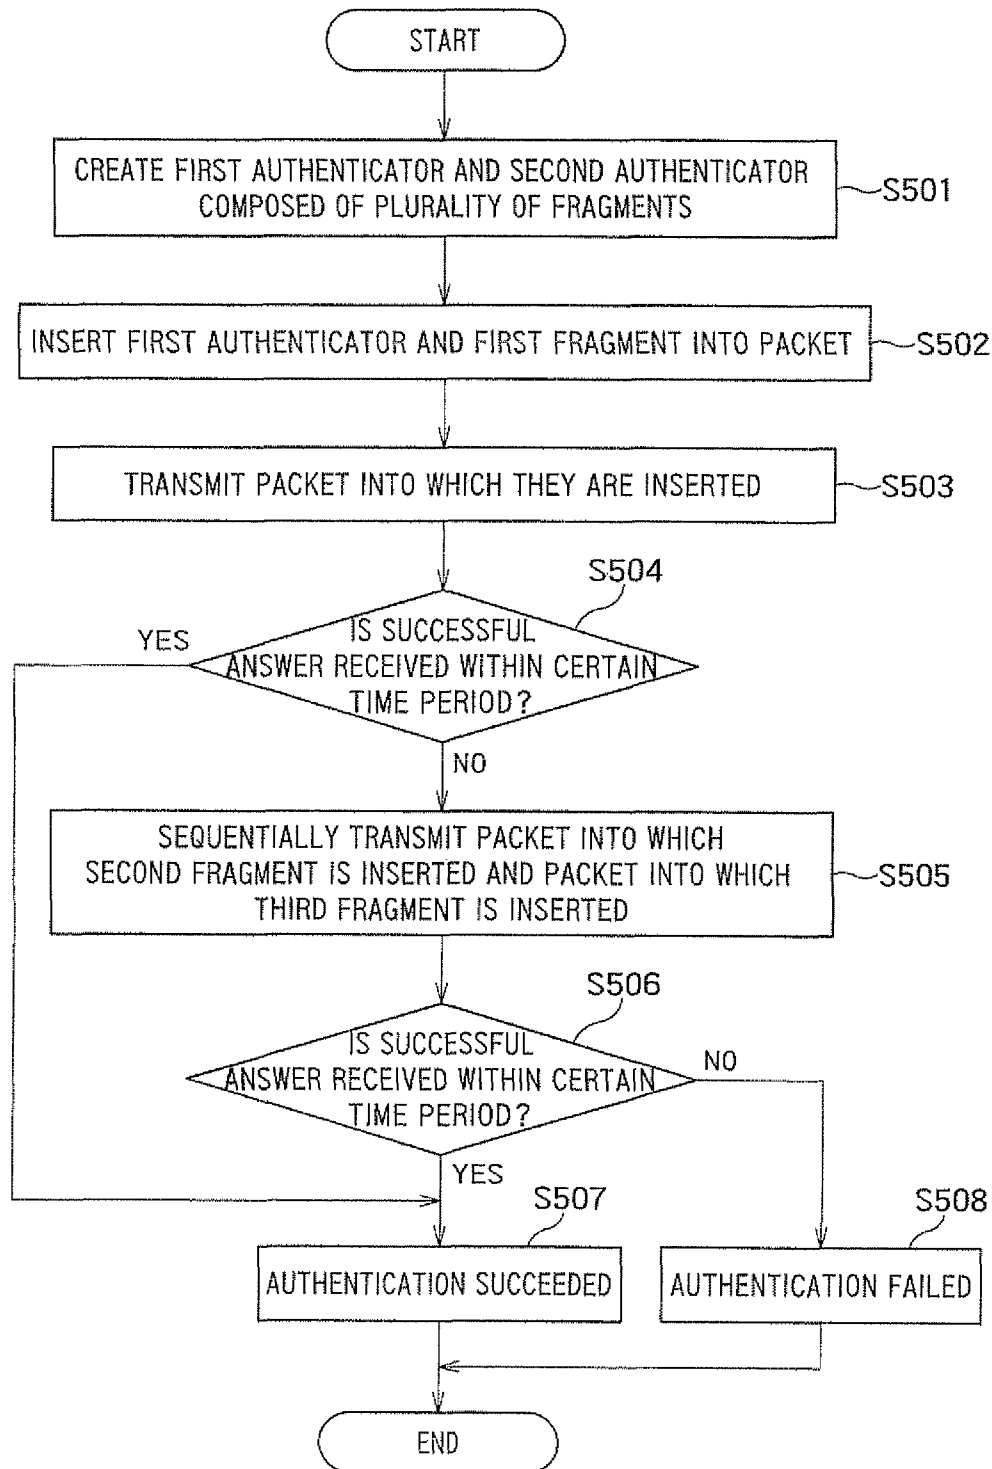 START
CREATE FIRST AUTHENTICATOR AND SECOND AUTHENTICATOR
COMPOSED OF PLURALITY OF FRAGMENTS
S501
INSERT FIRST AUTHENTICATOR AND FIRST FRAGMENT INTO PACKET
S502
TRANSMIT PACKET INTO WHICH THEY ARE INSERTED
S503
S504
YES
IS SUCCESSFUL
ANSWER RECEIVED WITHIN CERTAIN
TIME PERIOD?
NO
SEQUENTIALLY TRANSMIT PACKET INTO WHICH
SECOND FRAGMENT IS INSERTED AND PACKET INTO WHICH
THIRD FRAGMENT IS INSERTED
S505
S506
IS SUCCESSFUL
ANSWER RECEIVED WITHIN CERTAIN
TIME PERIOD?
NO
YES
S507
S508
AUTHENTICATION SUCCEEDED
AUTHENTICATION FAILED
END